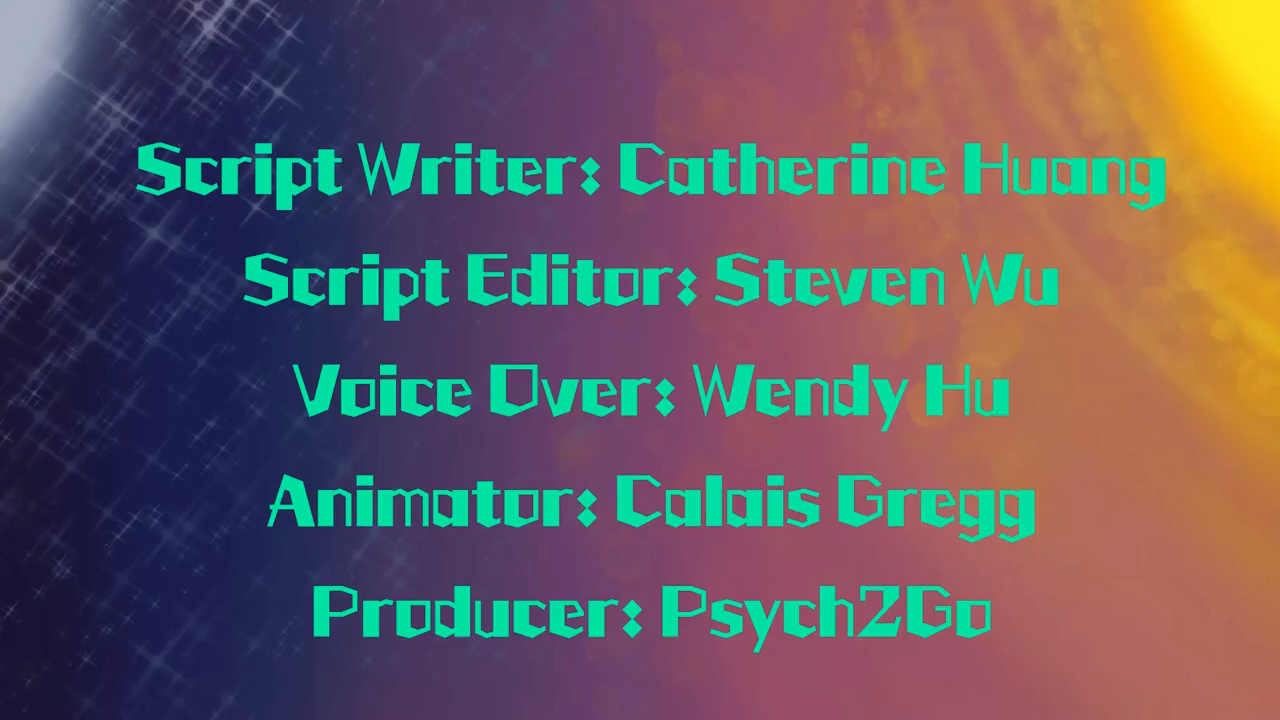 Script Writer: Catherine Huang
Script Editor: Steven Wu
Voice Over: Wendy Hu
Animator: Calais Gregg
Producer: Psych2Go